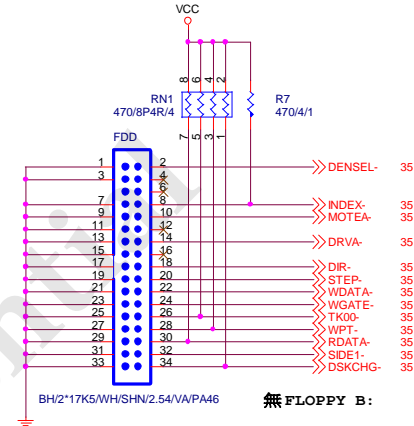 VCC
8 6 4 2
RN1
470/8P4R/4
R7
470/4/1
7 5 3 1
FDD
1 2 DENSEL- 35
3 4
6
7 8 INDEX- 35
9 10 MOTEA- 35
11 12
13 14 DRVA- 35
15 16
17 18 DIR- 35
19 20 STEP- 35
21 22 WDATA- 35
23 24 WGATE- 35
25 26 TK00- 35
27 28 WPT- 35
29 30 RDATA- 35
31 32 SIDE1- 35
33 34 DSKCHG- 35
BH/2*17K5/WH/SHN/2.54/VA/PA46
無FLOPPY B: